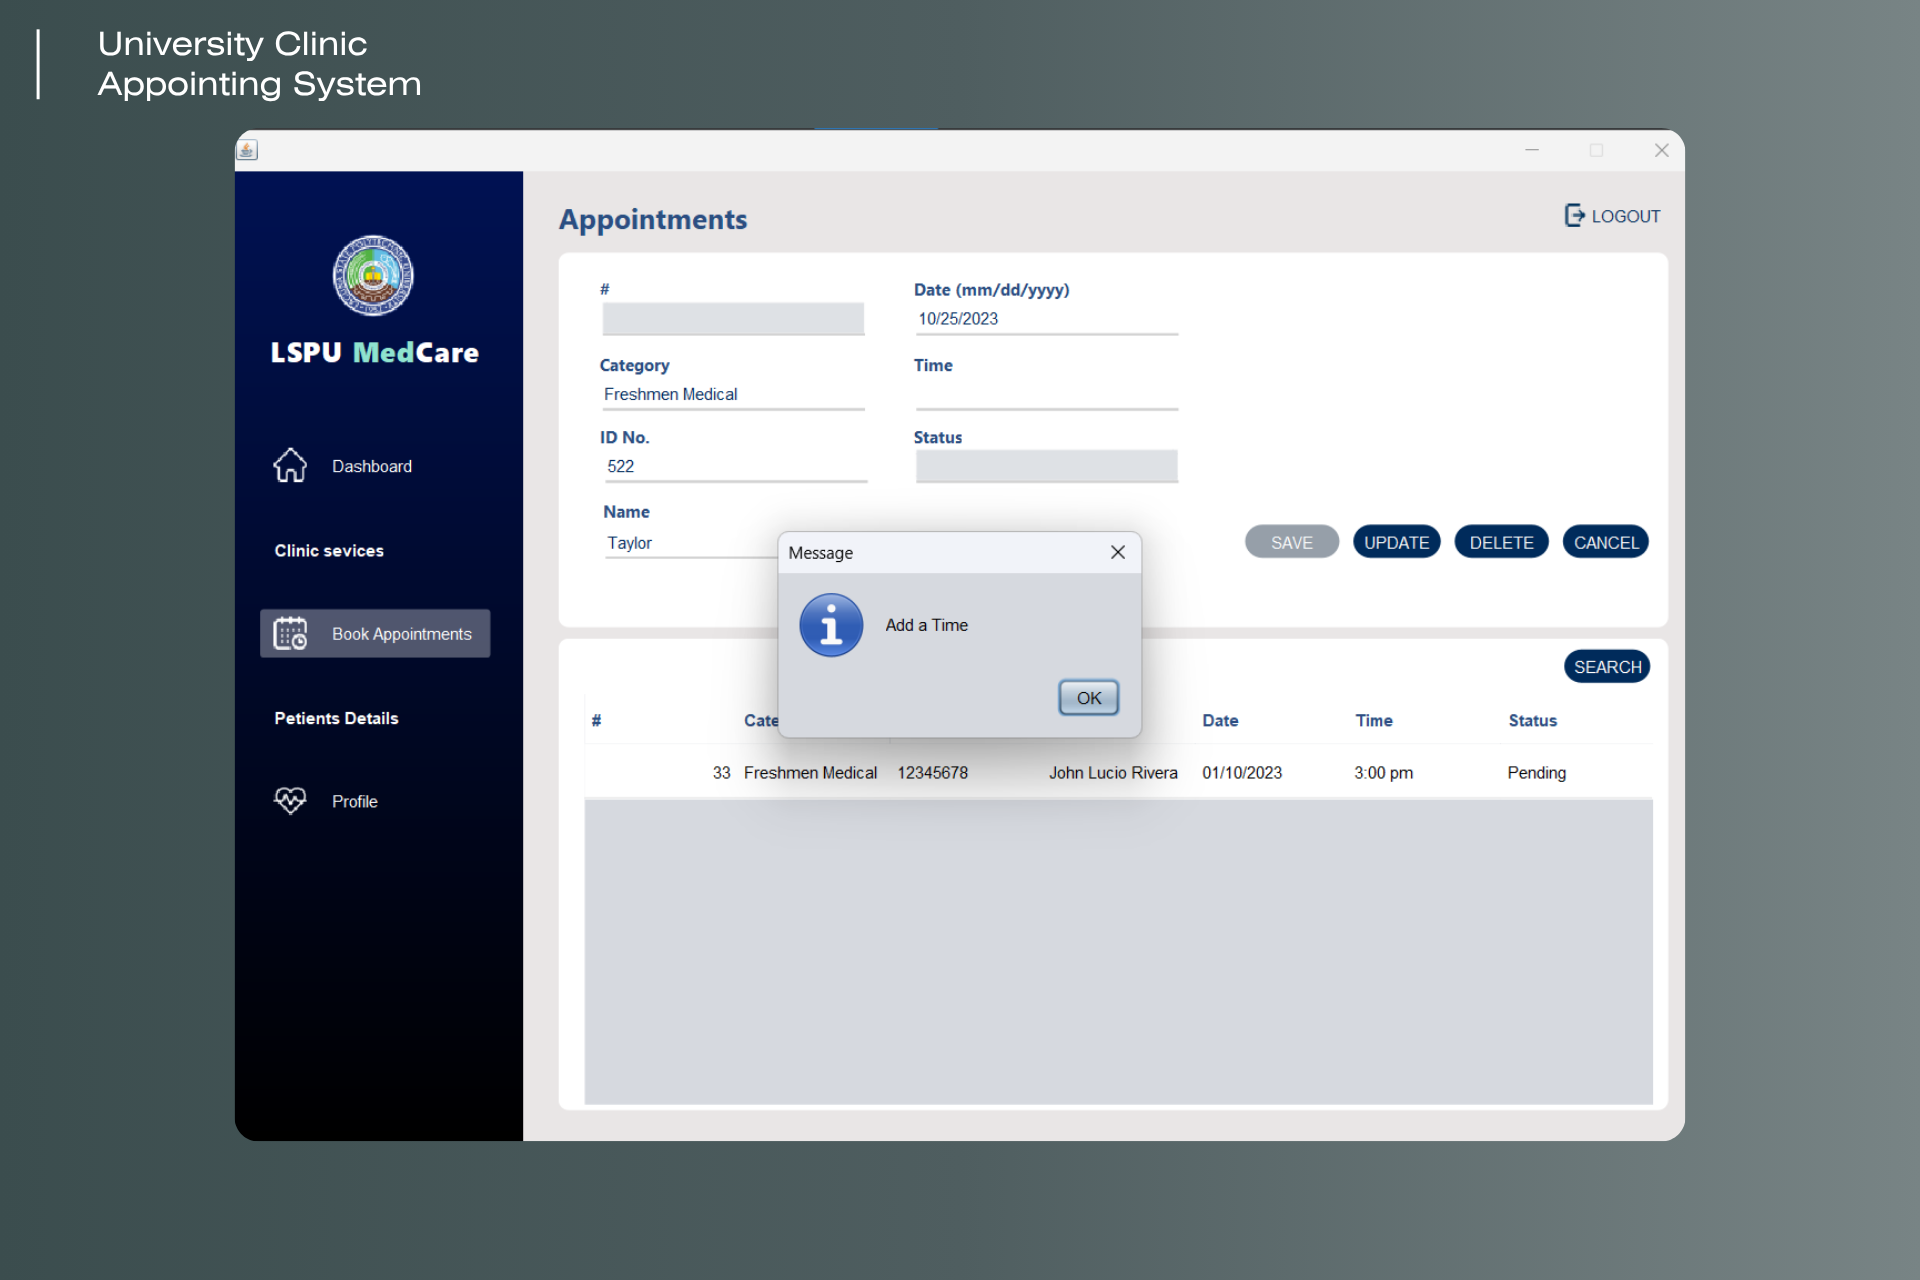 University Clinic
Appointing System
LSPU MedCare
Dashboard
Clinic sevices
Book Appointments
Petients Details
Profile
Appointments
LOGOUT
# Date (mm/dd/yyyy)
10/25/2023
Category Time
Freshmen Medical
ID No. Status
522
Name
Taylor
SAVE UPDATE DELETE CANCEL
Message
Add a Time
OK
SEARCH
# Cate Date Time Status
33 Freshmen Medical 12345678 John Lucio Rivera 01/10/2023 3:00 pm Pending